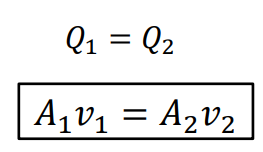 Q₁ = Q₂
A₁v₁ = A₂v₂